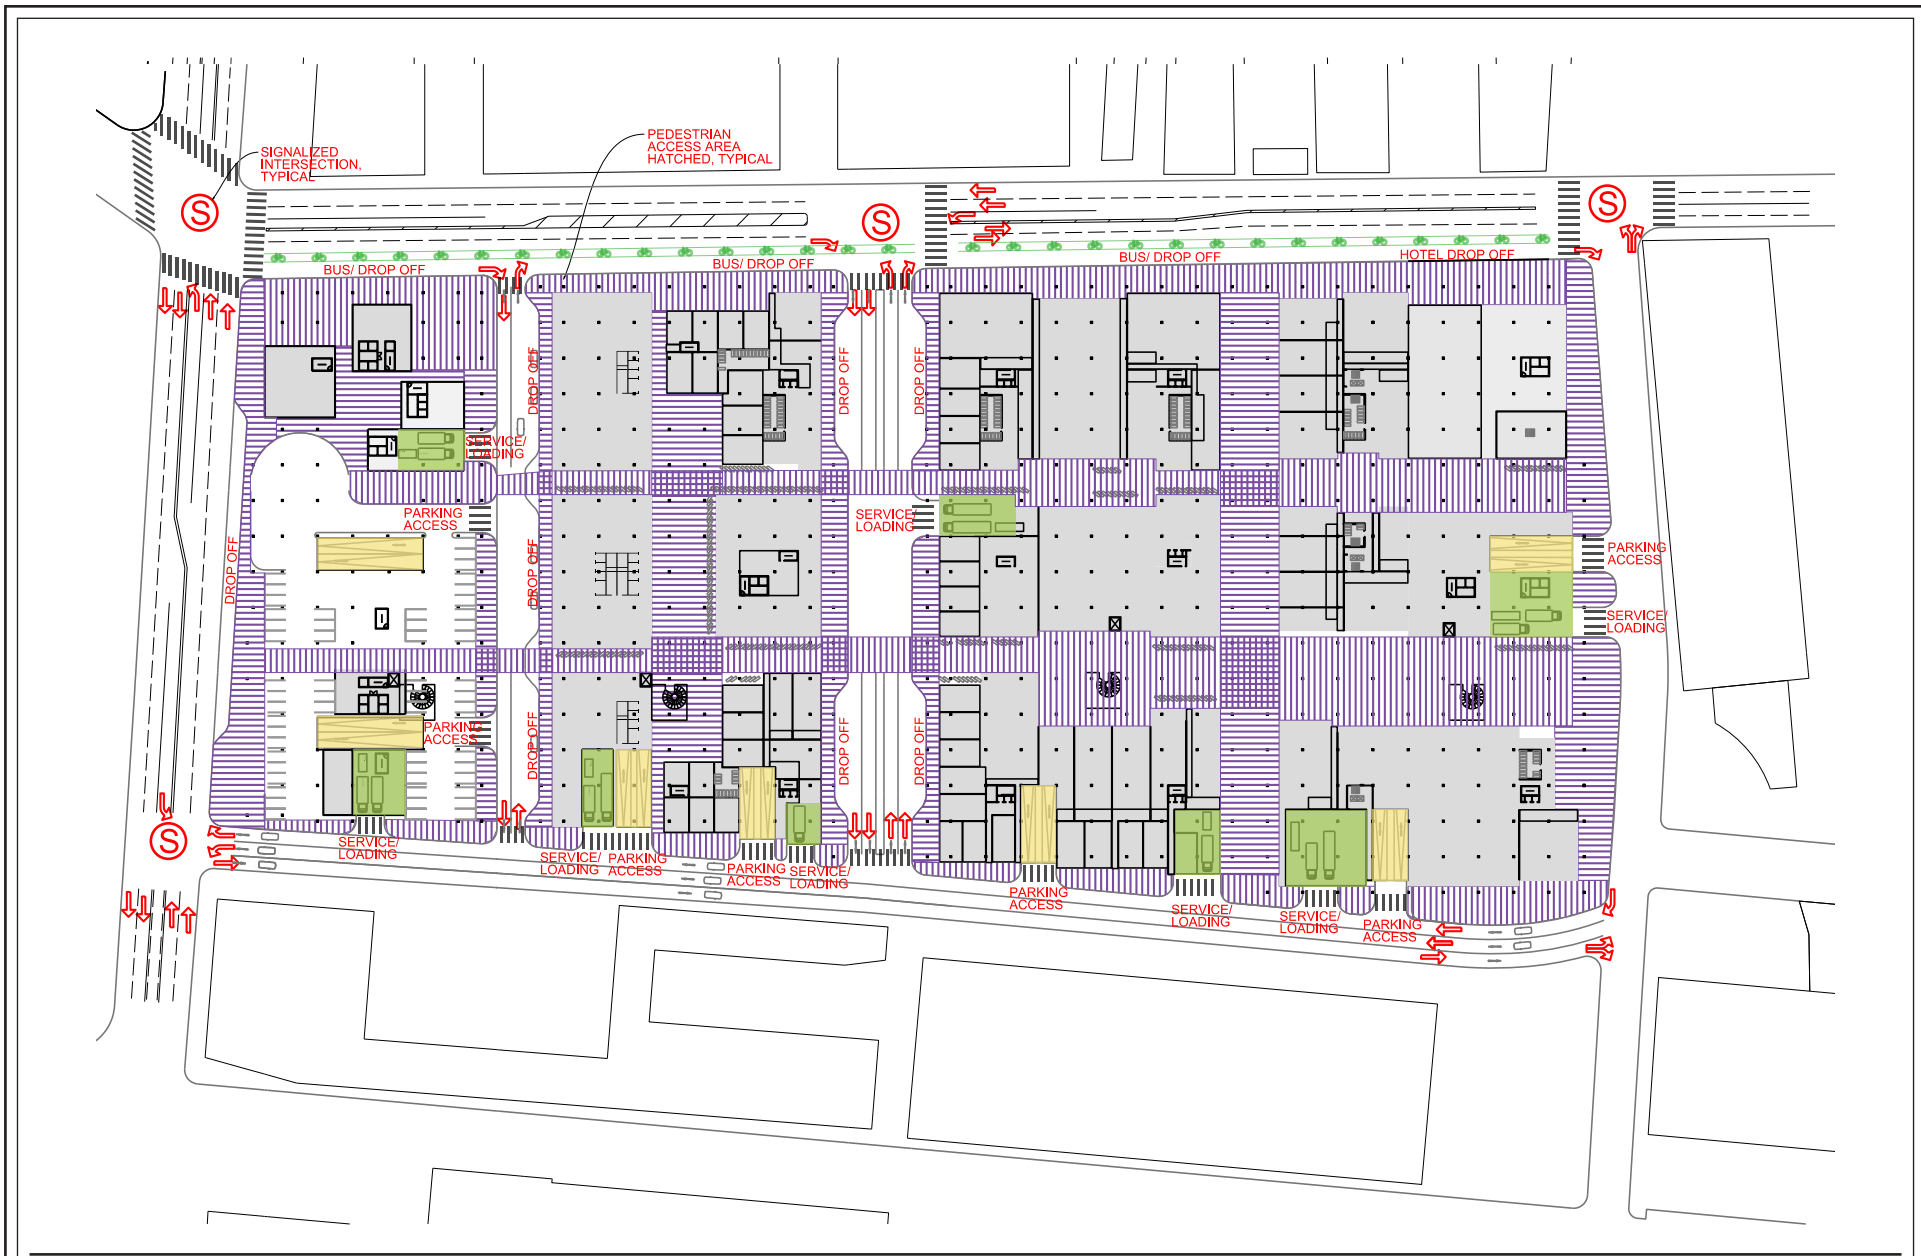 SIGNALIZED
INTERSECTION,
TYPICAL
PEDESTRIAN
ACCESS AREA
HATCHED, TYPICAL
S
S
S
BUS/ DROP OFF
BUS/ DROP OFF
BUS/ DROP OFF
HOTEL DROP OFF
DROP OFF
DROP OFF
DROP OFF
SERVICE/
LOADING
PARKING
ACCESS
SERVICE/
LOADING
DROP OFF
DROP OFF
PARKING
ACCESS
SERVICE/
LOADING
PARKING
ACCESS
DROP OFF
DROP OFF
DROP OFF
S
SERVICE/
LOADING
SERVICE/
LOADING
PARKING
ACCESS
PARKING
ACCESS
SERVICE/
LOADING
PARKING
ACCESS
SERVICE/
LOADING
SERVICE/
LOADING
PARKING
ACCESS